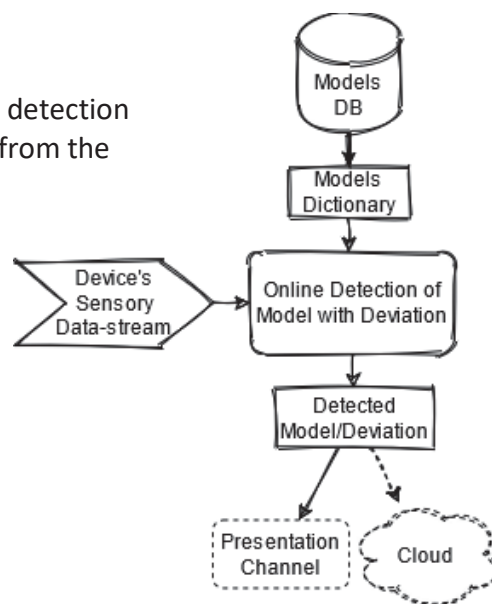 Models
DB
detection
from the
Models
Dictionary
Device's
Sensory
Data-stream
Online Detection of
Model with Deviation
Detected
Model/Deviation
Presentation
Channel
Cloud